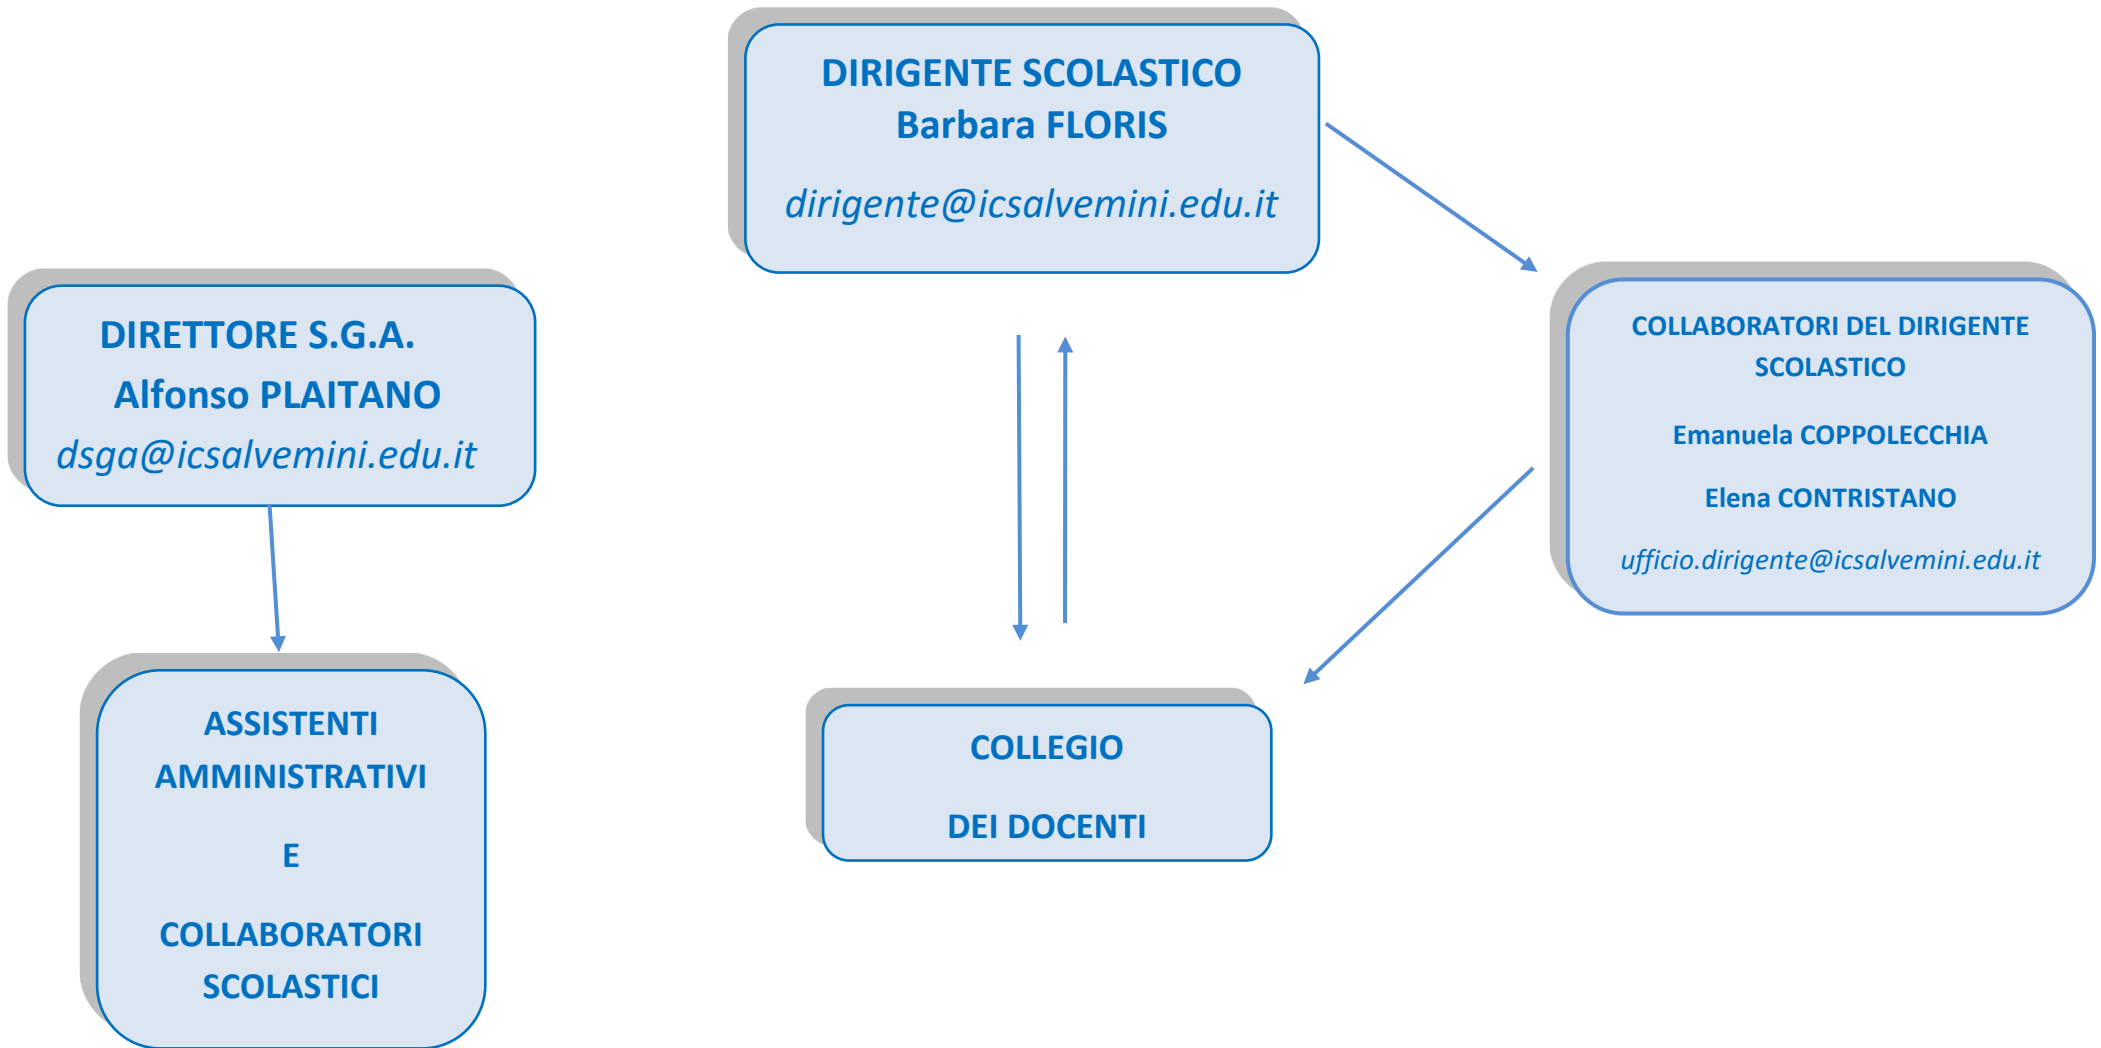 DIRIGENTE SCOLASTICO
Barbara FLORIS
dirigente@icsalvemini.edu.it
DIRETTORE S.G.A.
Alfonso PLAITANO
dsga@icsalvemini.edu.it
COLLABORATORI DEL DIRIGENTE
SCOLASTICO
Emanuela COPPOLECCHIA
Elena CONTRISTANO
ufficio.dirigente@icsalvemini.edu.it
ASSISTENTI
AMMINISTRATIVI
E
COLLABORATORI
SCOLASTICI
COLLEGIO
DEI DOCENTI